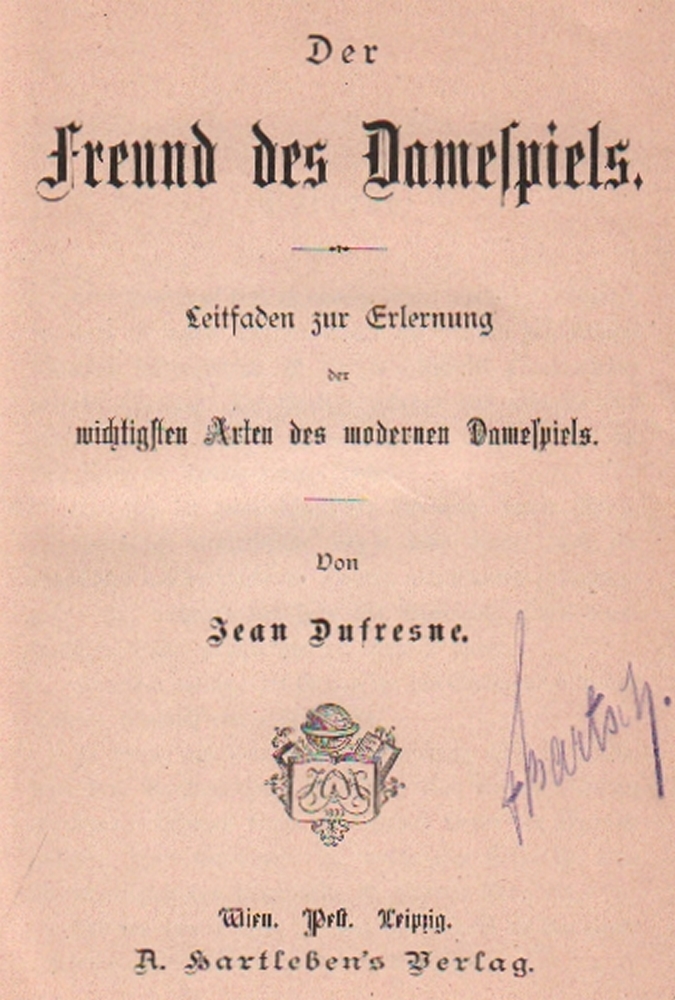 Der
Freund des Dameſpiels.
Leitfaden zur Erlernung
der
wichtigſten Arten des modernen Dameſpiels.
Von
Jean Dufresne.
Wien. Peſt. Leipzig.
A. Hartleben's Verlag.